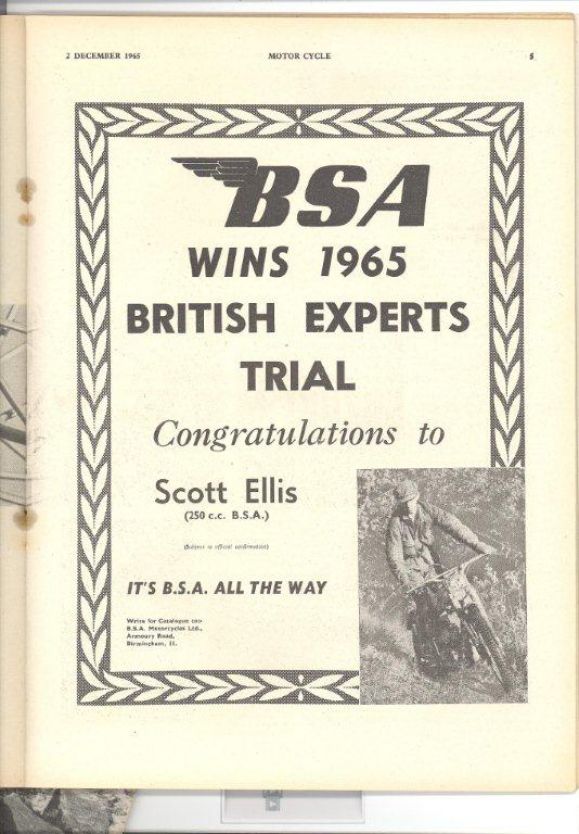 2 DECEMBER 1965 MOTOR CYCLE 5
BSA
WINS 1965
BRITISH EXPERTS
TRIAL
Congratulations to
Scott Ellis
(250 c.c. B.S.A.)
(Subject to official confirmation)
IT'S B.S.A. ALL THE WAY
Write for Catalogue to:-
B.S.A. Motorcycles Ltd.,
Armoury Road,
Birmingham, 11.